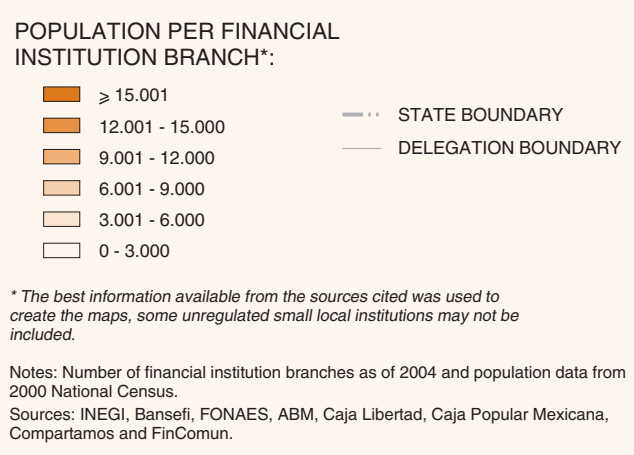 POPULATION PER FINANCIAL
INSTITUTION BRANCH*:
⩾ 15.001
12.001 - 15.000
9.001 - 12.000
6.001 - 9.000
3.001 - 6.000
0 - 3.000
STATE BOUNDARY
DELEGATION BOUNDARY
* The best information available from the sources cited was used to
create the maps, some unregulated small local institutions may not be
included.
Notes: Number of financial institution branches as of 2004 and population data from
2000 National Census.
Sources: INEGI, Bansefi, FONAES, ABM, Caja Libertad, Caja Popular Mexicana,
Compartamos and FinComun.